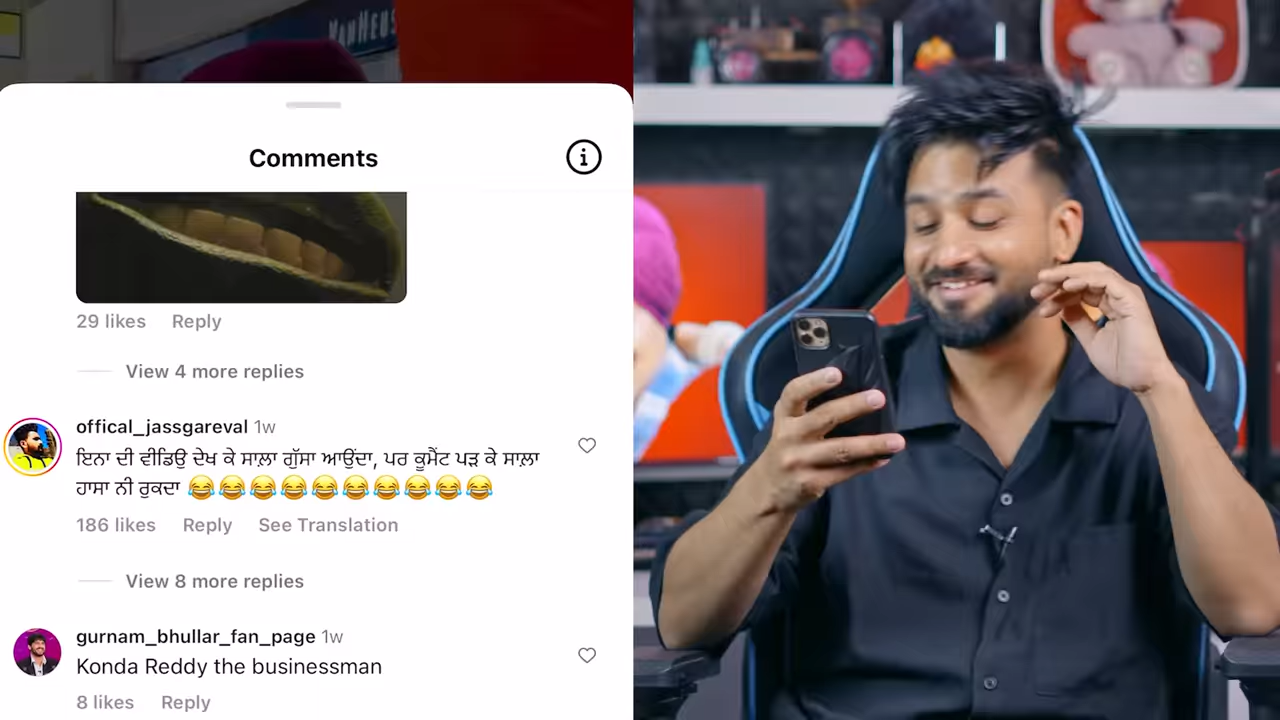 VANHEUS
Comments
29 likes Reply
View 4 more replies
offical_jassgareval 1w
ਇਨਾ ਦੀ ਵੀਡਿਉ ਦੇਖ ਕੇ ਸਾਲਾ਼ ਗੁੱਸਾ ਆਉਂਦਾ, ਪਰ ਕੂਮੈਂਟ ਪੜ ਕੇ ਸਾਲਾ਼
ਹਾਸਾ ਨੀ ਰੁਕਦਾ 😂😂😂😂😂😂😂😂😂😂
186 likes Reply See Translation
View 8 more replies
gurnam_bhullar_fan_page 1w
Konda Reddy the businessman
8 likes Reply